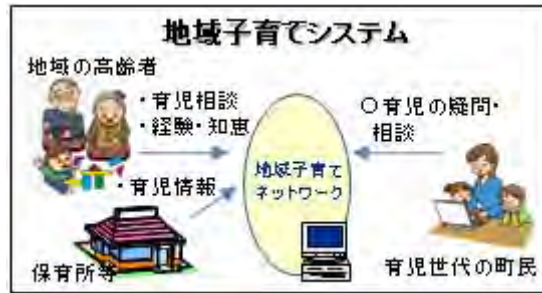 地域子育てシステム
地域の高齢者
・育児相談
・経験・知恵
・育児情報
保育所等
地域子育て
ネットワーク
〇育児の疑問・
相談
育児世代の町民